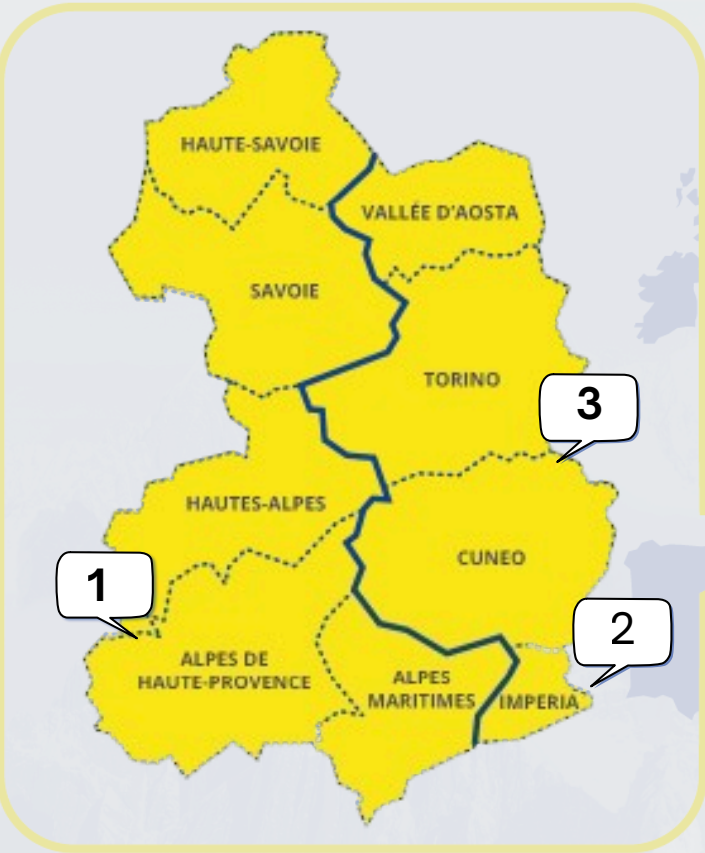 HAUTE-SAVOIE
VALLÉE D'AOSTA
SAVOIE
TORINO
3
HAUTES-ALPES
CUNEO
1
2
ALPES DE
HAUTE-PROVENCE
ALPES
MARITIMES
IMPERIA